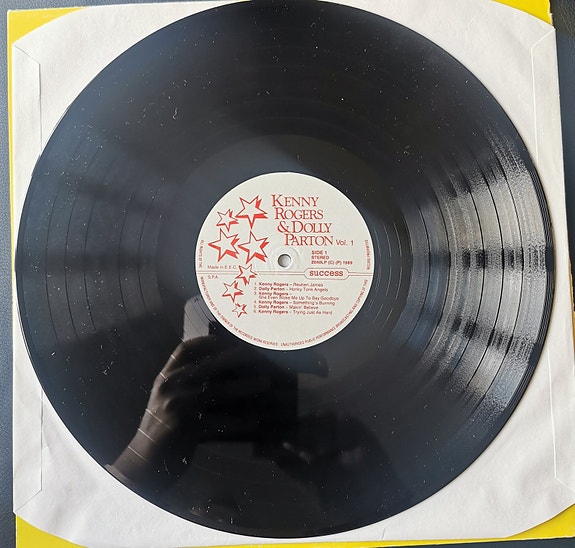 KENNY
ROGERS
& DOLLY
PARTON Vol. 1
SIDE 1
STEREO
2040LP (C) (P) 1989
Made in E.E.C.
success
S.P.A.
1. Kenny Rogers – Reuben James
2. Dolly Parton – Honky Tonk Angels
3. Kenny Rogers –
She Even Woke Me Up To Say Goodbye
4. Kenny Rogers – Something's Burning
5. Dolly Parton – Makin' Believe
6. Kenny Rogers – Trying Just As Hard